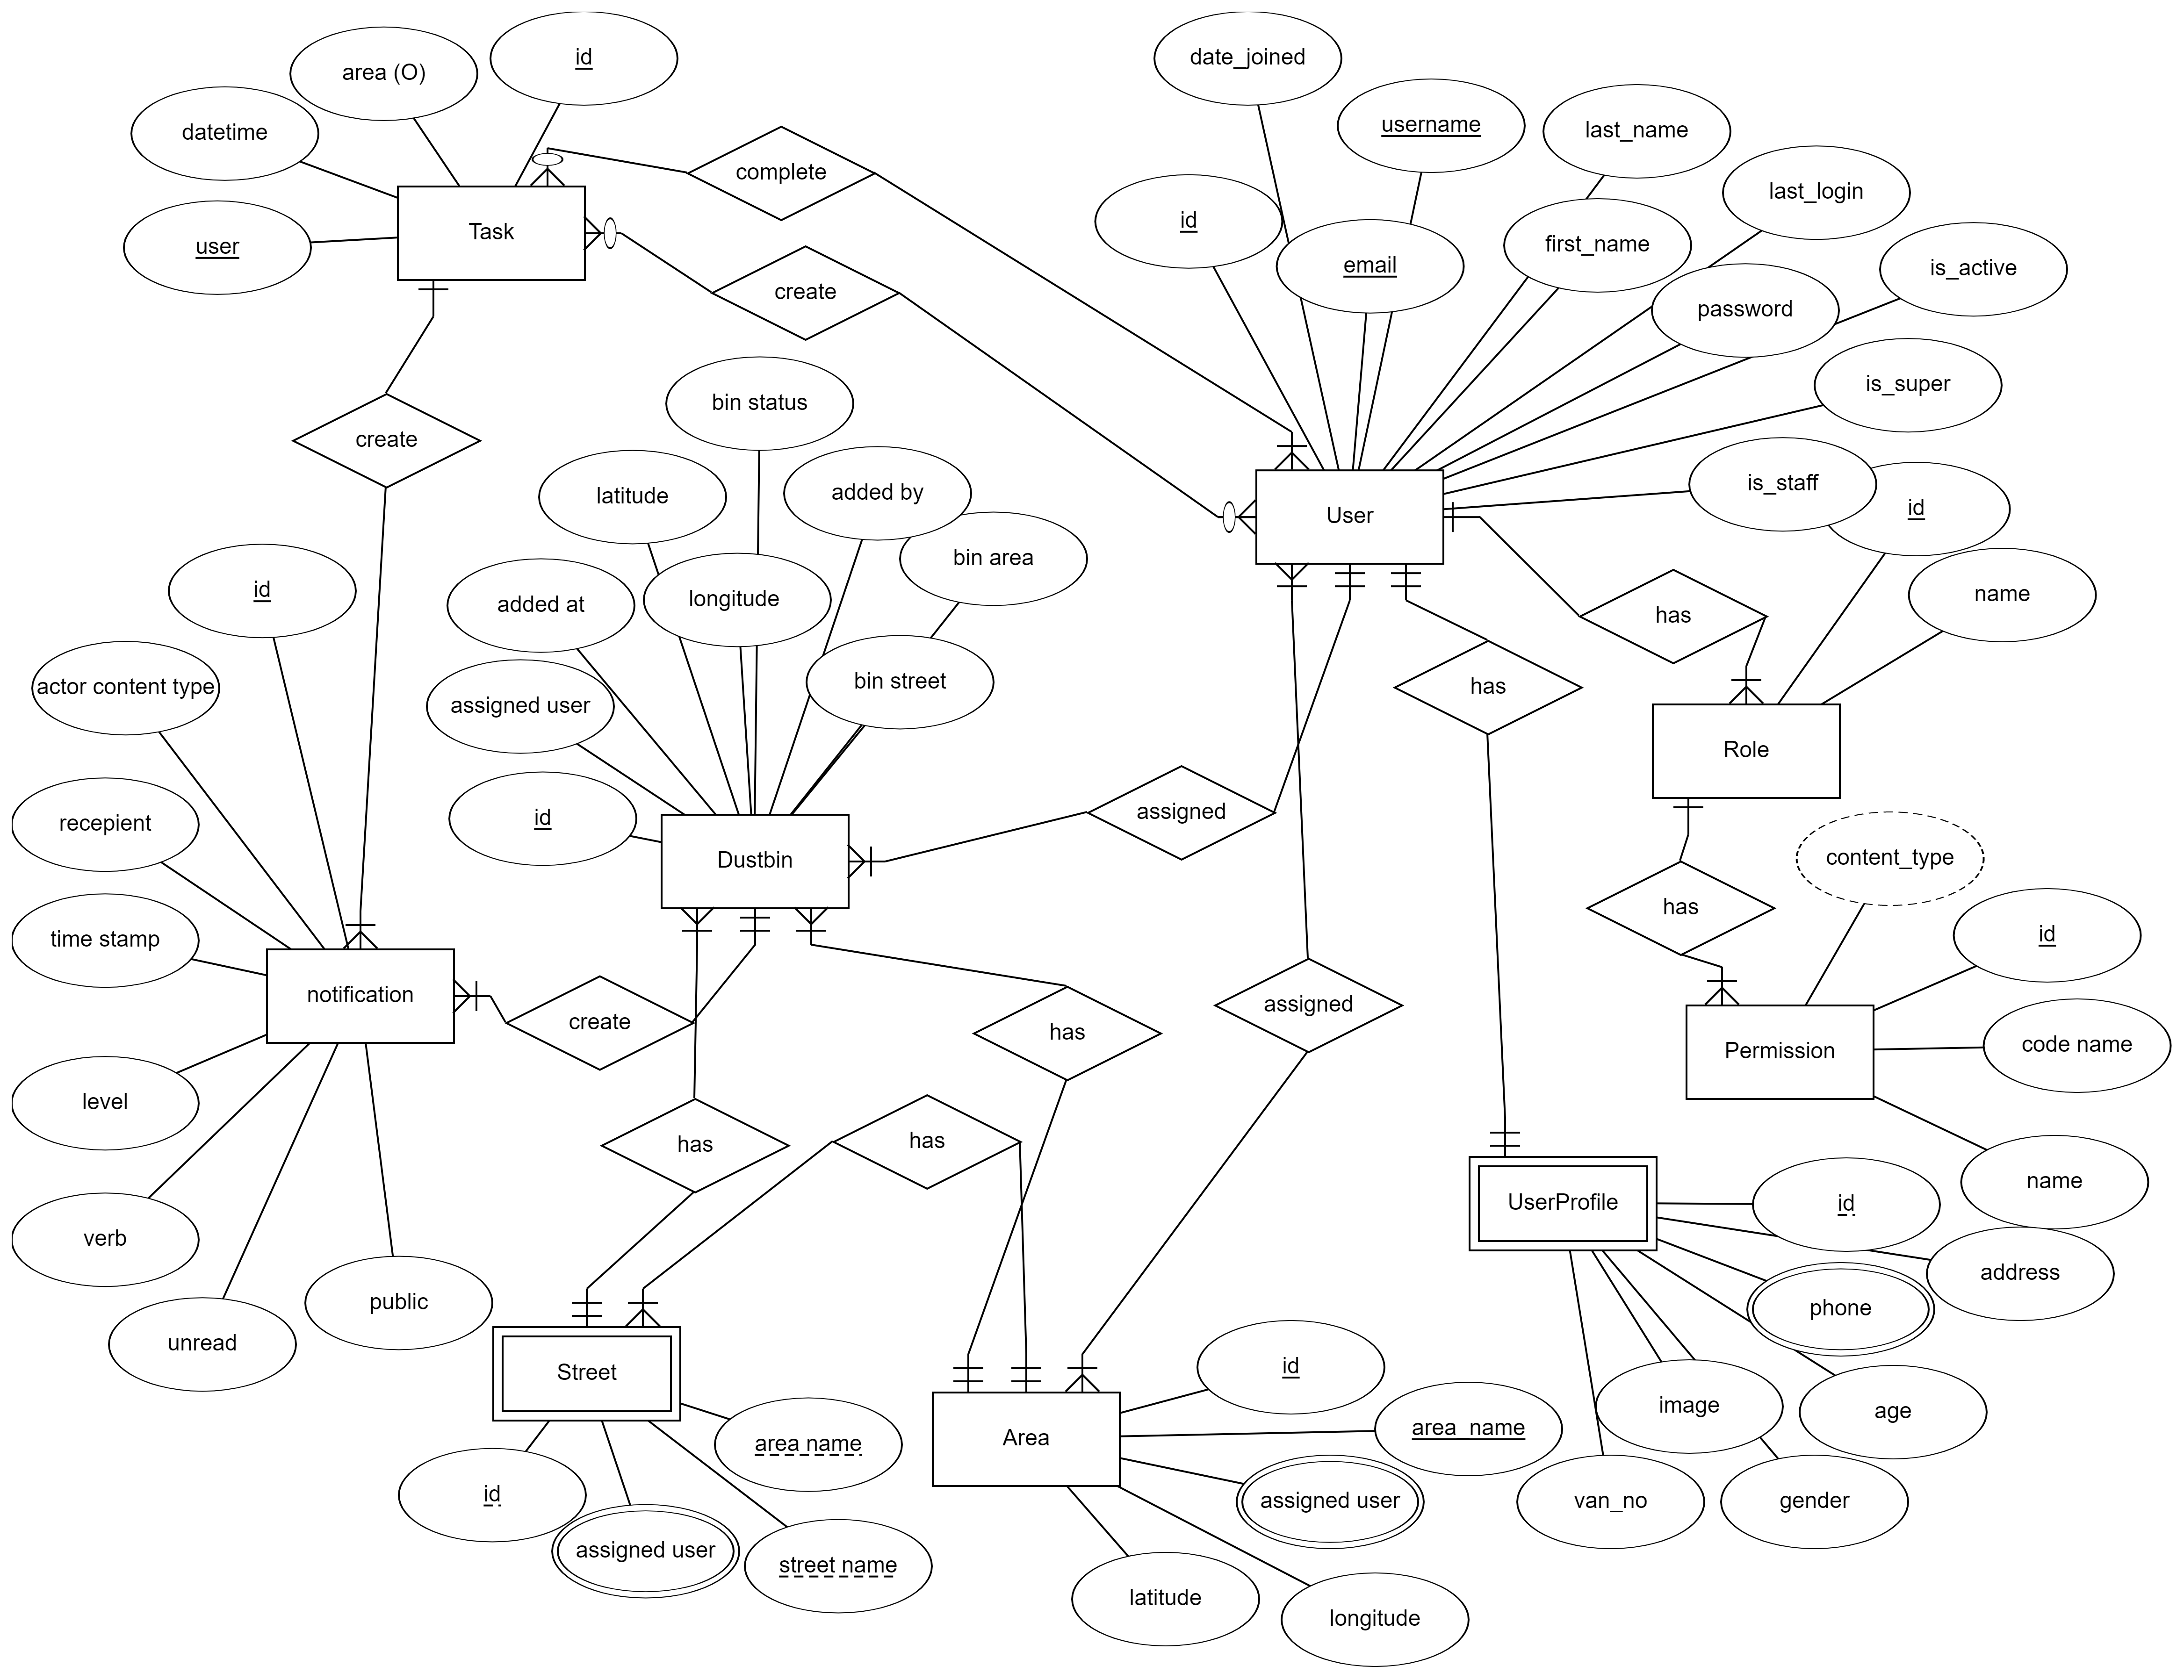 date_joined
id
area (O)
username
last_name
datetime
complete
last_login
id
Task
user
first_name
email
is_active
create
password
is_super
bin status
create
is_staff
added by
latitude
id
User
bin area
id
name
added at
longitude
has
bin street
actor content type
has
assigned user
Role
assigned
id
recepient
content_type
Dustbin
has
time stamp
id
notification
assigned
create
has
code name
Permission
level
has
has
name
UserProfile
id
verb
address
public
phone
unread
id
Street
image
age
area_name
Area
area name
id
assigned user
van_no
gender
assigned user
street name
latitude
longitude